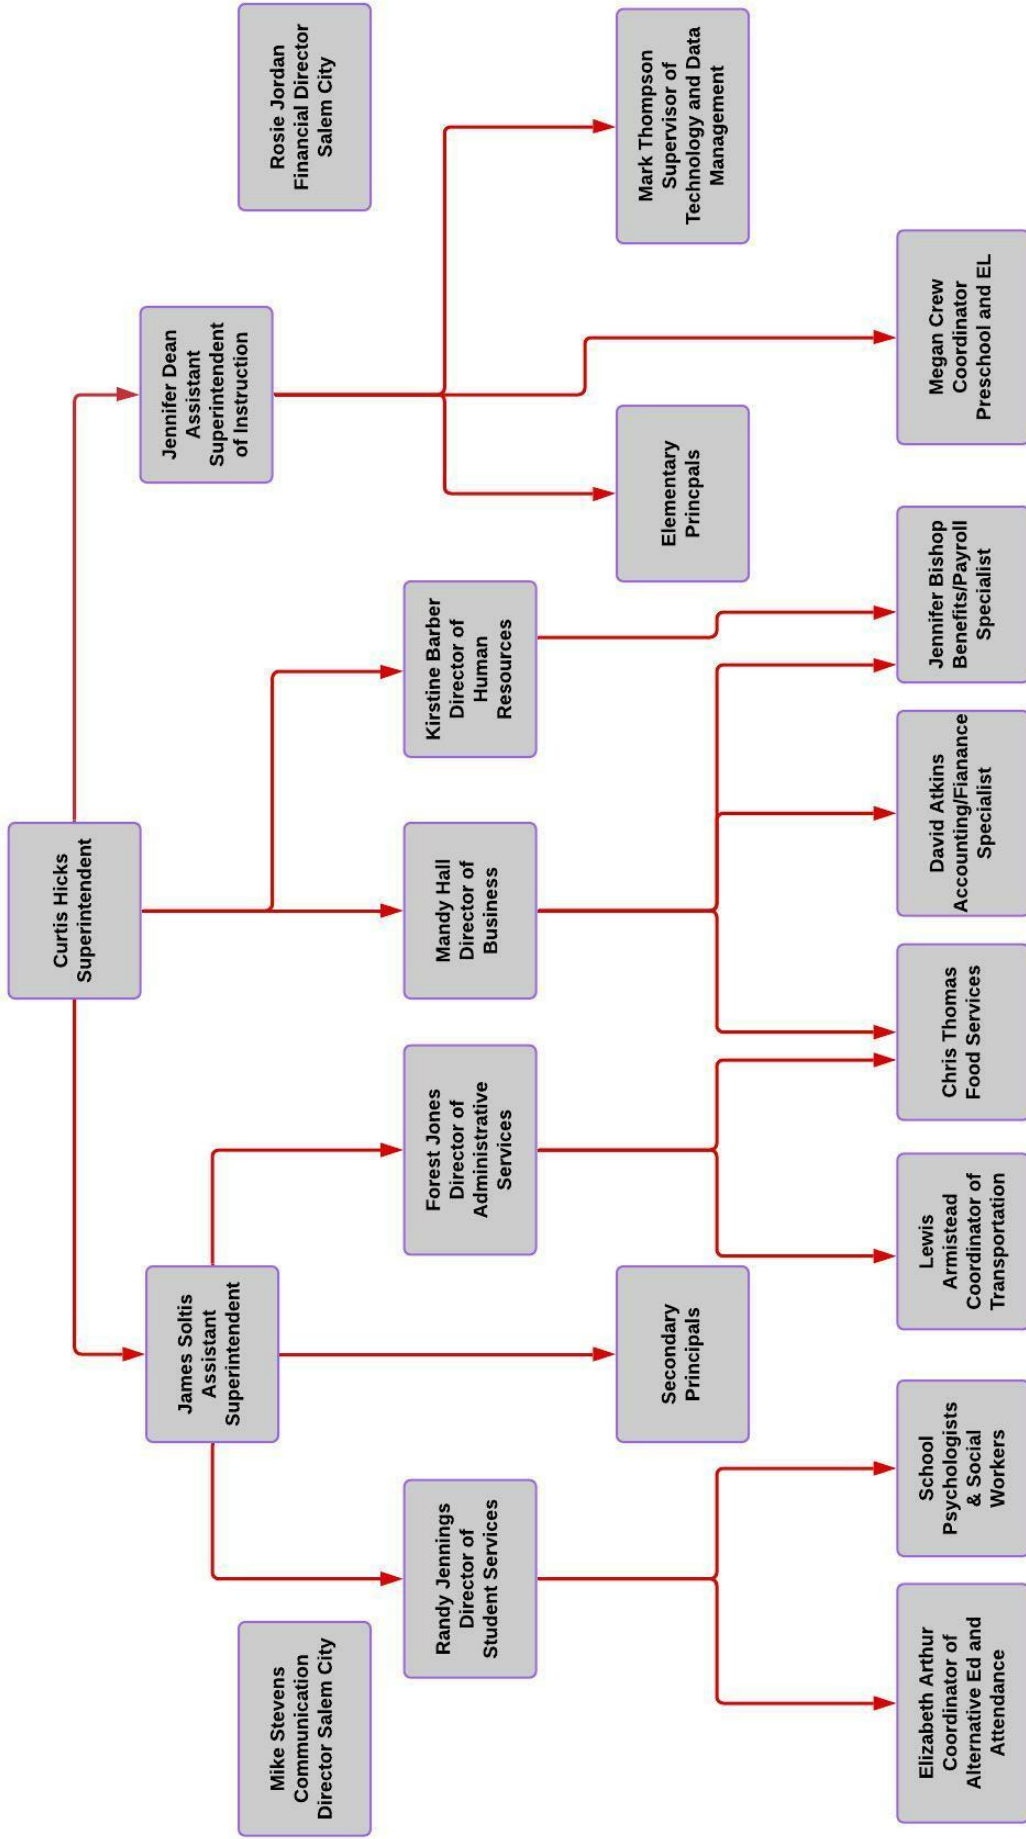 Curtis Hicks
Superintendent
James Soltis
Assistant
Superintendent
Jennifer Dean
Assistant
Superintendent
of Instruction
Mike Stevens
Communication
Director Salem City
Rosie Jordan
Financial Director
Salem City
Randy Jennings
Director of
Student Services
Forest Jones
Director of
Administrative
Services
Mandy Hall
Director of
Business
Kirstine Barber
Director of
Human
Resources
Secondary
Principals
Elementary
Princpals
Mark Thompson
Supervisor of
Technology and Data
Management
Elizabeth Arthur
Coordinator of
Alternative Ed and
Attendance
School
Psychologists
& Social
Workers
Lewis
Armistead
Coordinator of
Transportation
Chris Thomas
Food Services
David Atkins
Accounting/Fianance
Specialist
Jennifer Bishop
Benefits/Payroll
Specialist
Megan Crew
Coordinator
Preschool and EL